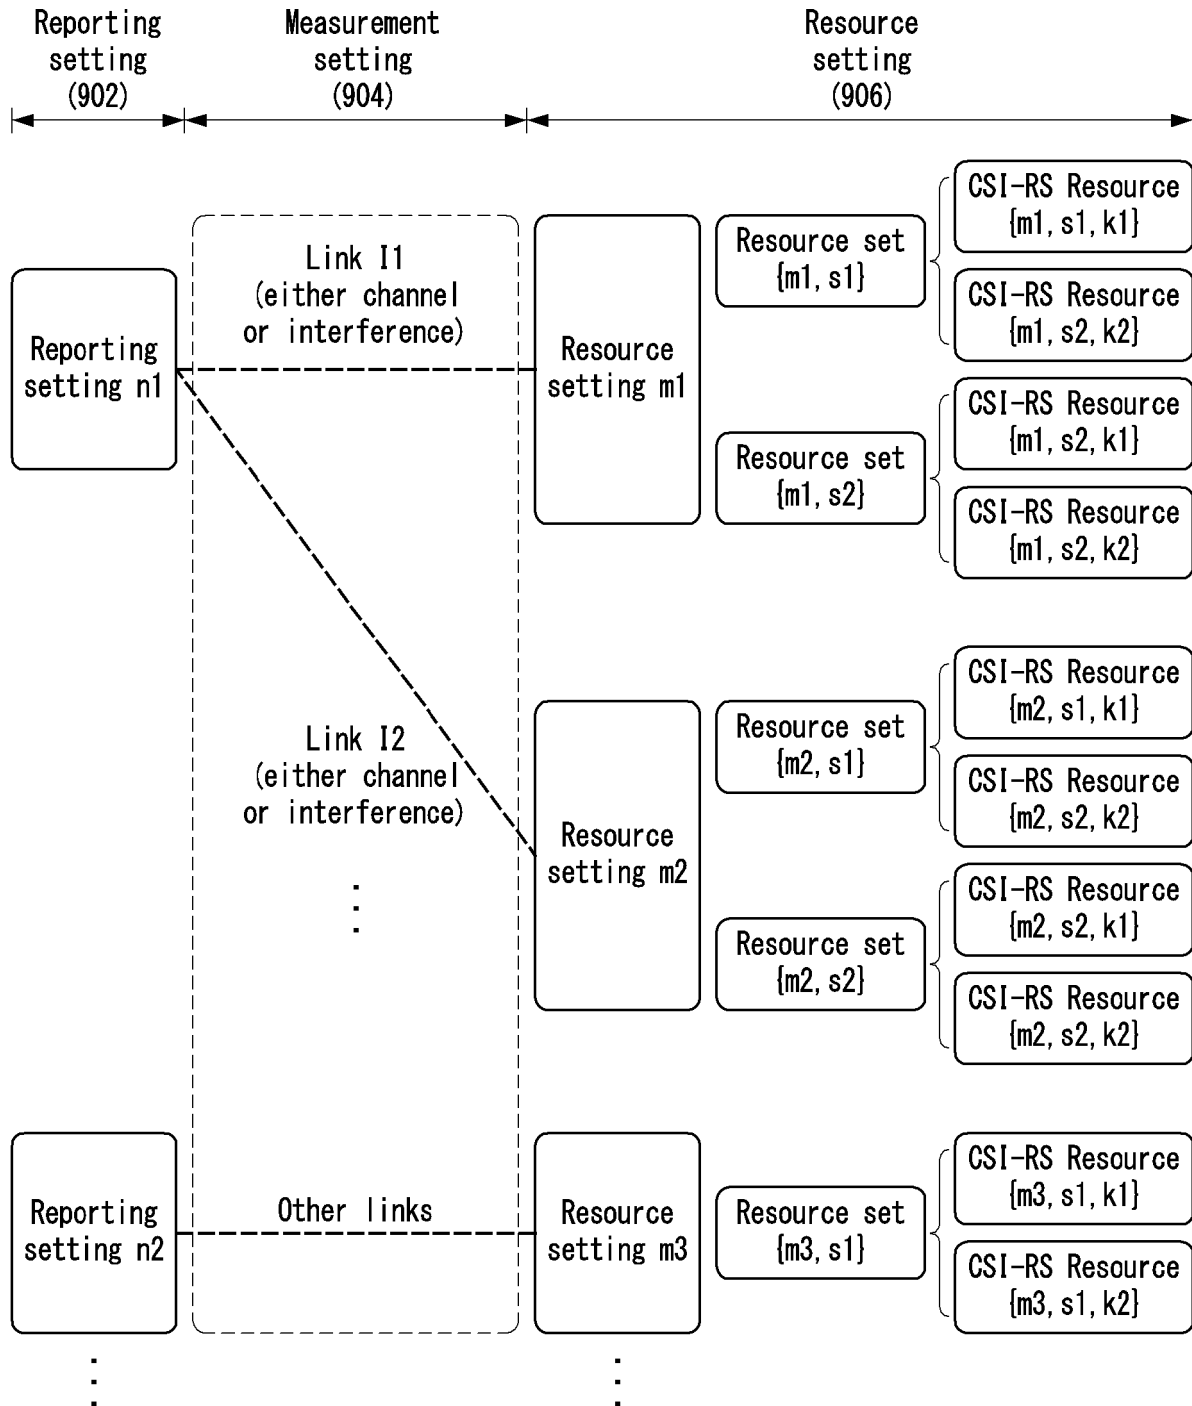 Reporting
setting
(902)
Measurement
setting
(904)
Resource
setting
(906)
Reporting
setting n1
Link I1
(either channel
or interference)
Resource
setting m1
Resource set
{m1, s1}
CSI-RS Resource
{m1, s1, k1}
CSI-RS Resource
{m1, s2, k2}
Resource set
{m1, s2}
CSI-RS Resource
{m1, s2, k1}
CSI-RS Resource
{m1, s2, k2}
Link I2
(either channel
or interference)
Resource
setting m2
Resource set
{m2, s1}
CSI-RS Resource
{m2, s1, k1}
CSI-RS Resource
{m2, s2, k2}
Resource set
{m2, s2}
CSI-RS Resource
{m2, s2, k1}
CSI-RS Resource
{m2, s2, k2}
Reporting
setting n2
Other links
Resource
setting m3
Resource set
{m3, s1}
CSI-RS Resource
{m3, s1, k1}
CSI-RS Resource
{m3, s1, k2}